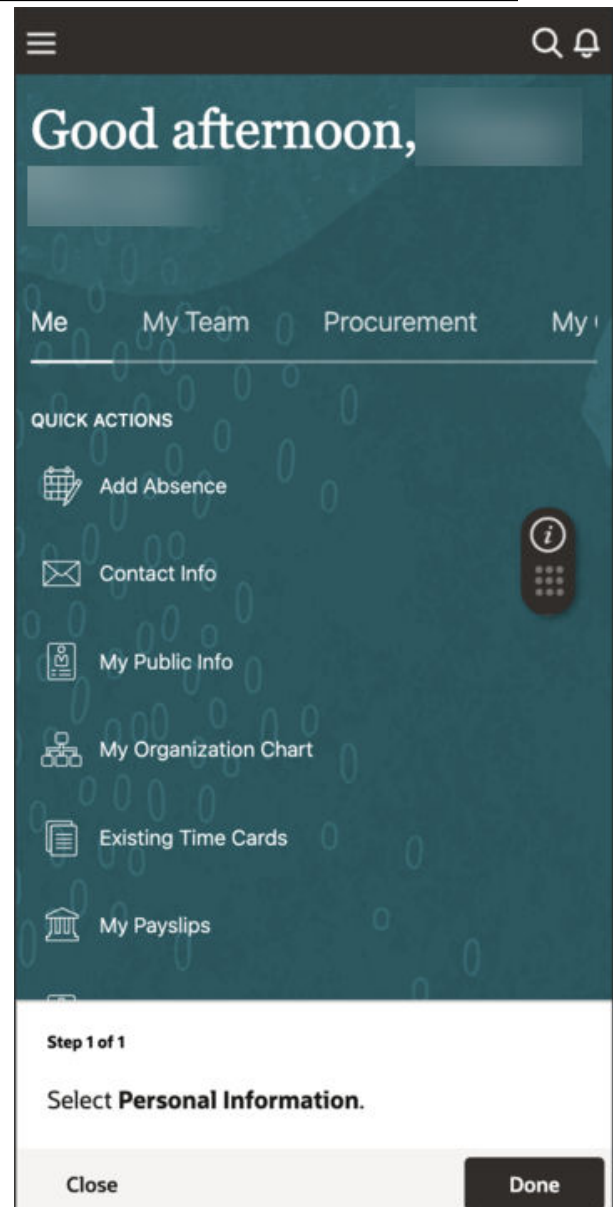 Good afternoon,
Me My Team Procurement My
QUICK ACTIONS
Add Absence
Contact Info
My Public Info
My Organization Chart
Existing Time Cards
My Payslips
Step 1 of 1
Select Personal Information.
Close Done